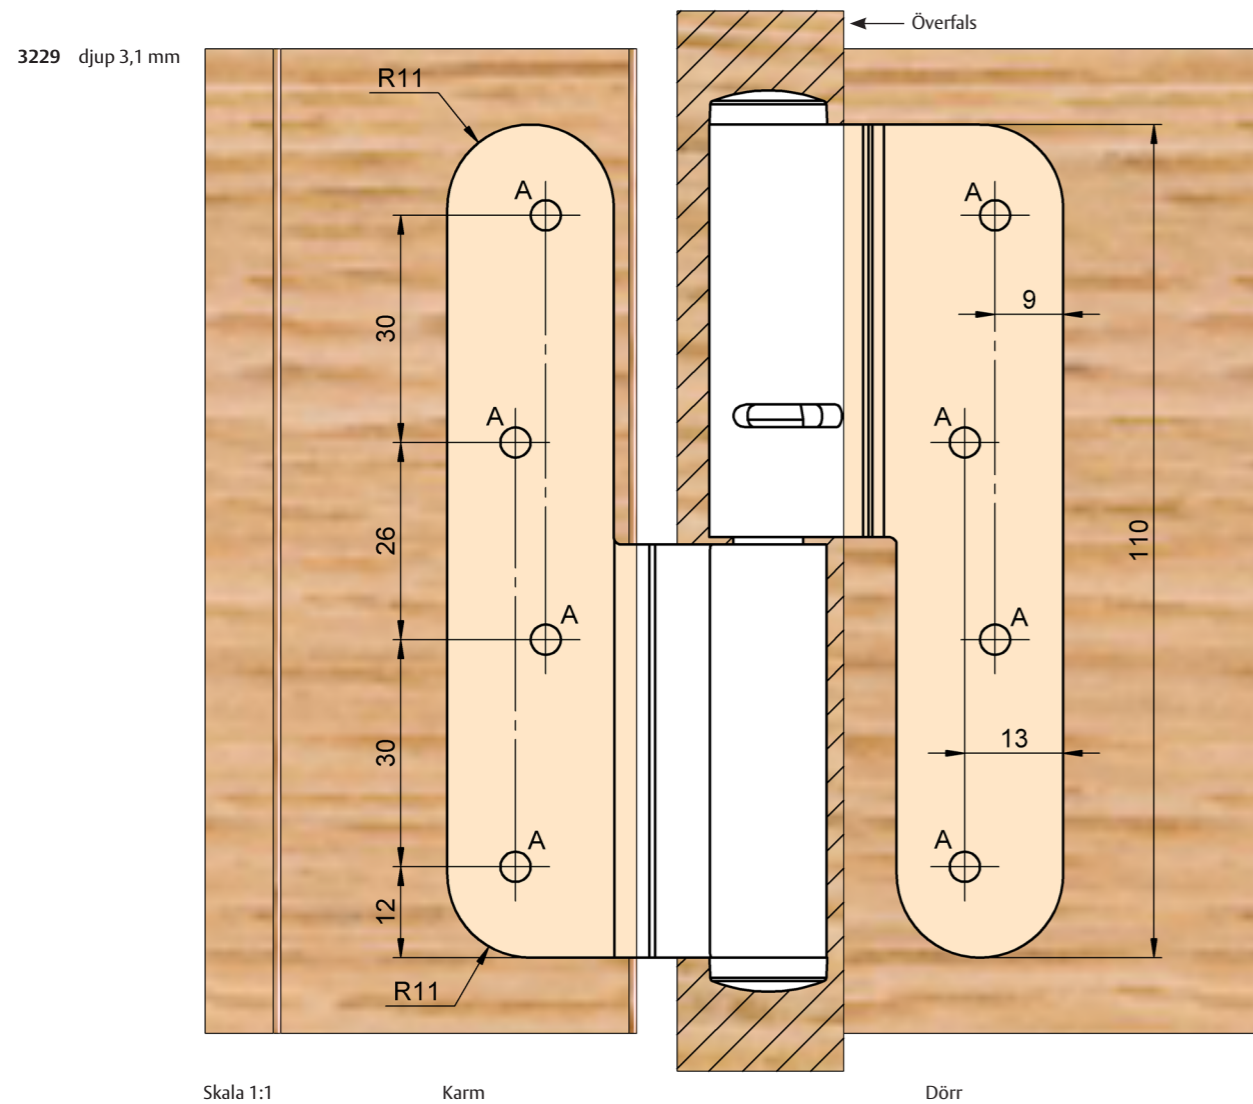 Överfals
3229 djup 3,1 mm
R11
A
A
30
9
A
A
26
110
A
A
30
13
A
A
12
R11
Skala 1:1
Karm
Dörr